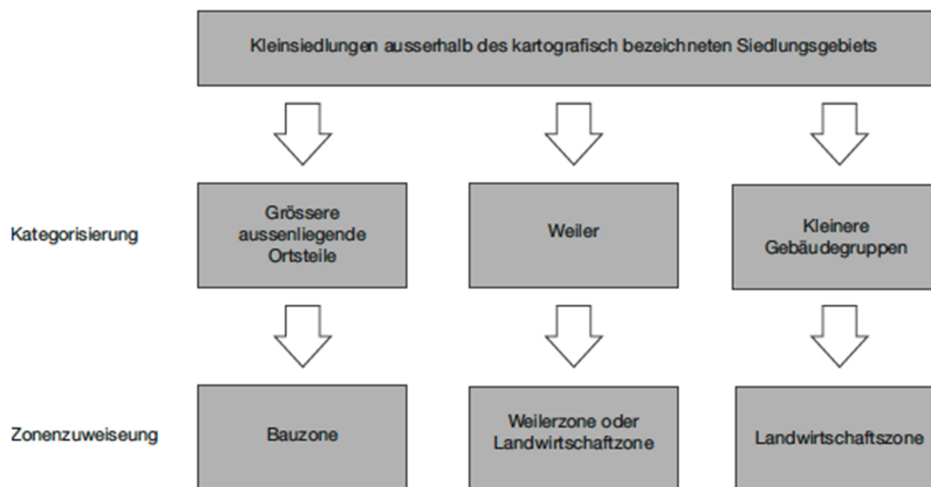 Kleinsiedlungen ausserhalb des kartografisch bezeichneten Siedlungsgebiets
Kategorisierung
Grössere
aussenliegende
Ortsteile
Weiler
Kleinere
Gebäudegruppen
Zonenzuweiseung
Bauzone
Weilerzone oder
Landwirtschaftzone
Landwirtschaftszone